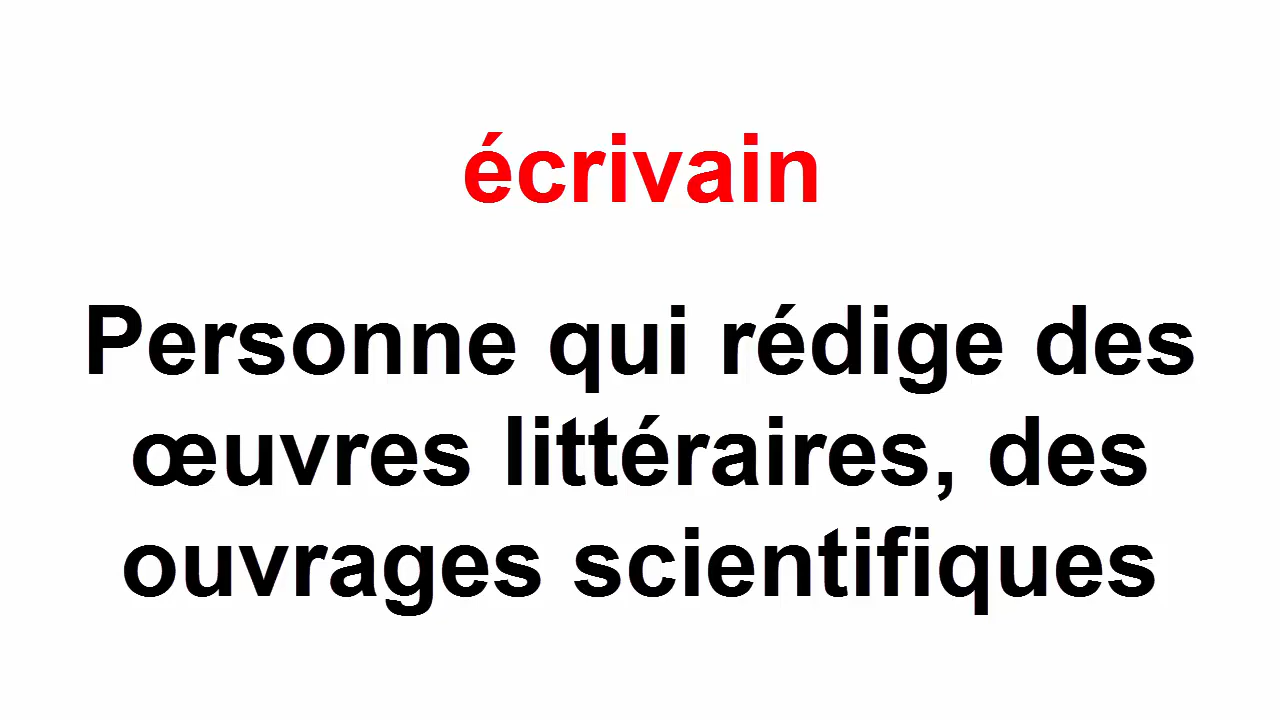 écrivain
Personne qui rédige des
œuvres littéraires, des
ouvrages scientifiques